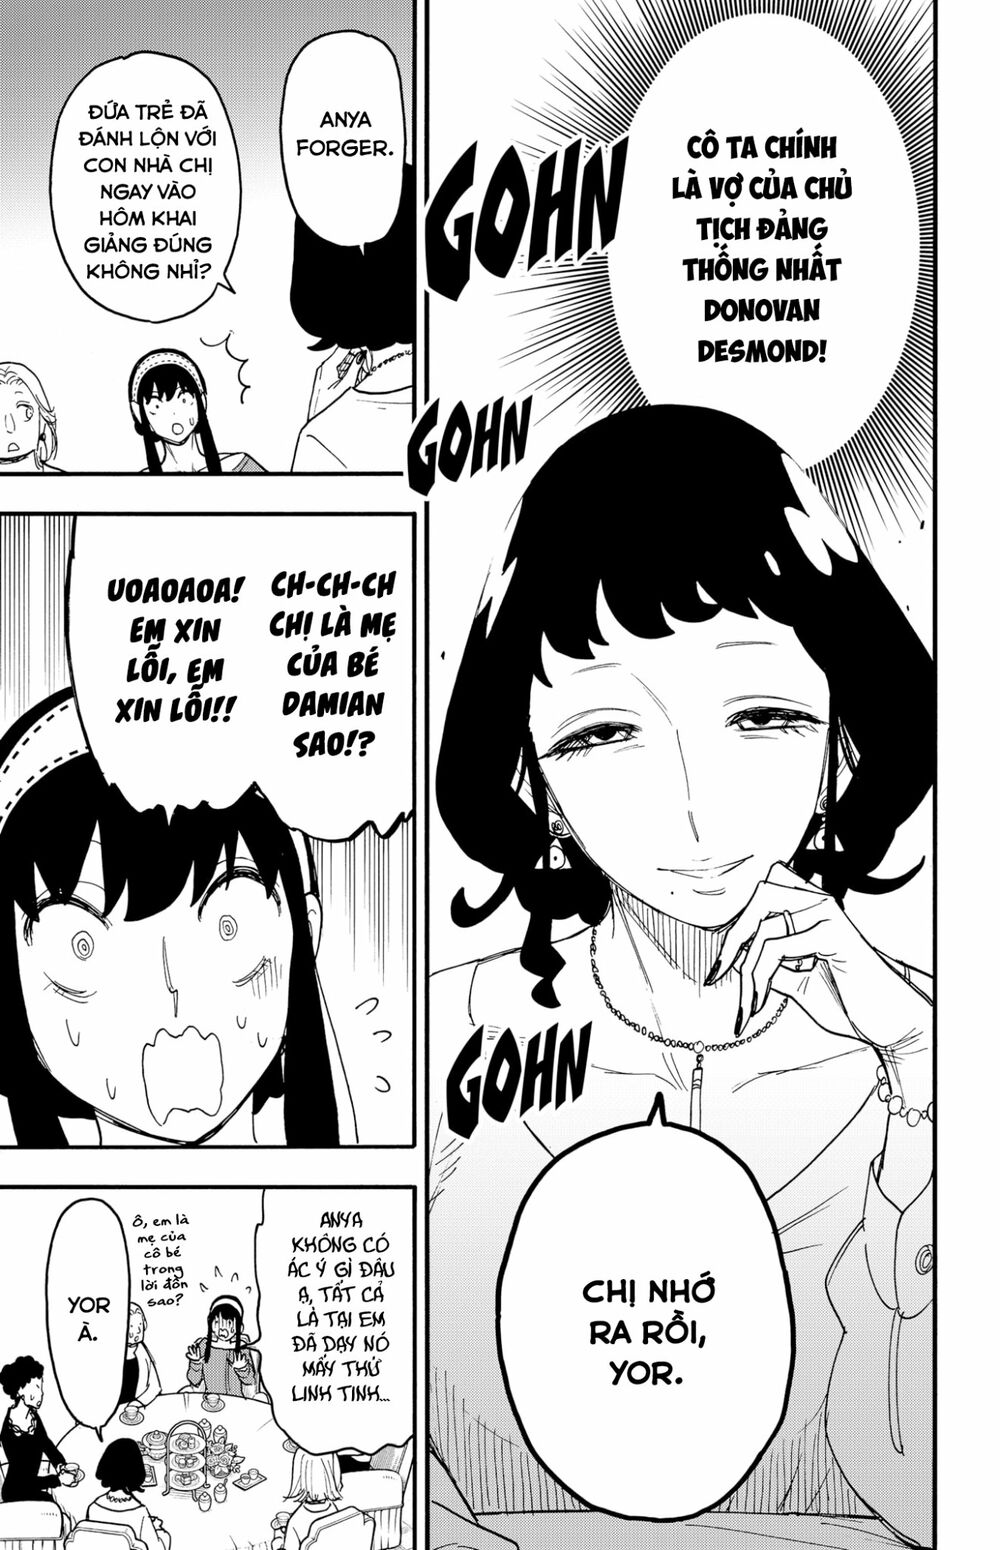 CÔ TA CHÍNH
LÀ VỢ CỦA CHỦ
TỊCH ĐẢNG
THỐNG NHẤT
DONOVAN
DESMOND!
GOHN
GOHN
GOHN
CHỊ NHỚ
RA RỒI,
YOR.
ANYA
FORGER.
ĐỨA TRẺ ĐÃ
ĐÁNH LỘN VỚI
CON NHÀ CHỊ
NGAY VÀO
HÔM KHAI
GIẢNG ĐÚNG
KHÔNG NHỈ?
CH-CH-CH
CHỊ LÀ MẸ
CỦA BÉ
DAMIAN
SAO!?
UOAOAOA!
EM XIN
LỖI, EM
XIN LỖI!!
ANYA
KHÔNG CÓ
ÁC Ý GÌ ĐÂU
Ạ, TẤT CẢ
LÀ TẠI EM
ĐÃ DẠY NÓ
MẤY THỨ
LINH TINH...
Ô, em là
mẹ của
cô bé
trong
lời đồn
sao?
YOR
À.